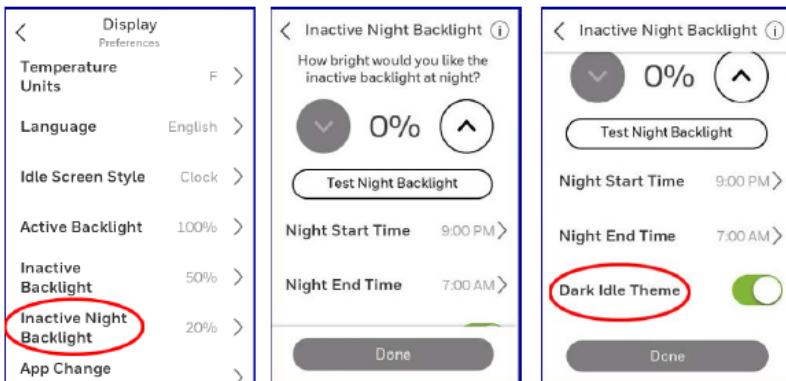 Display
Preferences
Temperature
Units
F
Language
English
Idle Screen Style
Clock
Active Backlight
100%
Inactive
Backlight
50%
Inactive Night
Backlight
20%
App Change
Inactive Night Backlight i
How bright would you like the
inactive backlight at night?
0%
Test Night Backlight
Night Start Time
9:00 PM
Night End Time
7:00 AM
Done
Inactive Night Backlight i
0%
Test Night Backlight
Night Start Time
9:00 PM
Night End Time
7:00 AM
Dark Idle Theme
Done